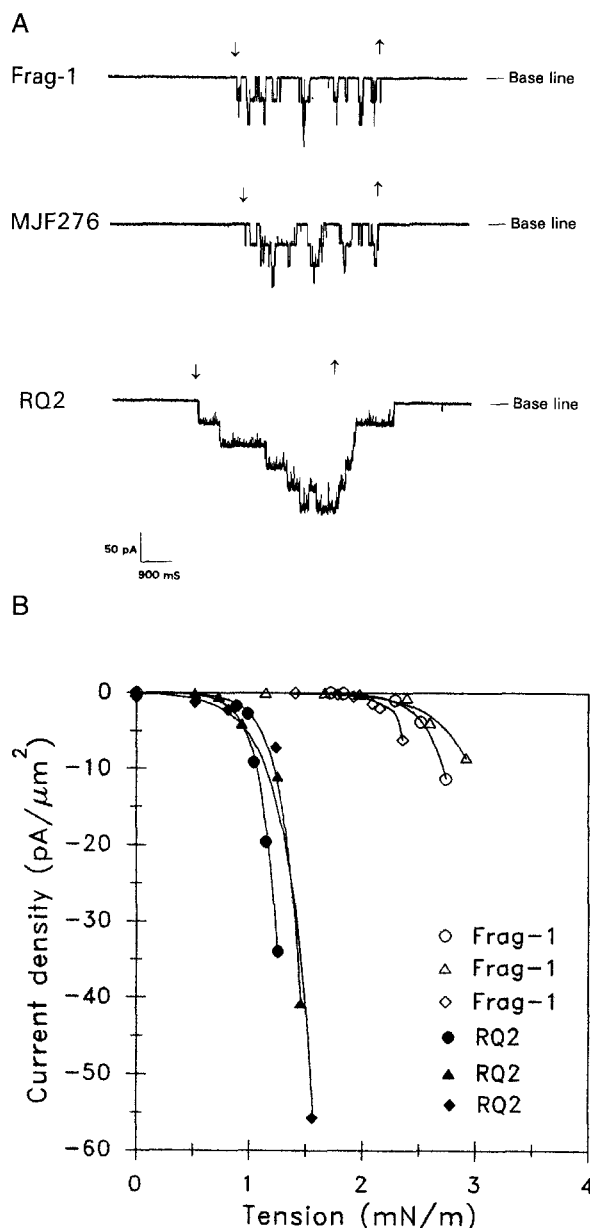 A
Frag-1
↓ ↑
Base line
MJF276
↓ ↑
Base line
RQ2
↓ ↑
Base line
50 pA
900 mS
B
Current density (pA/μm²)
0
-10
-20
-30
-40
-50
-60
Frag-1
Frag-1
Frag-1
RQ2
RQ2
RQ2
0 1 2 3 4
Tension (mN/m)